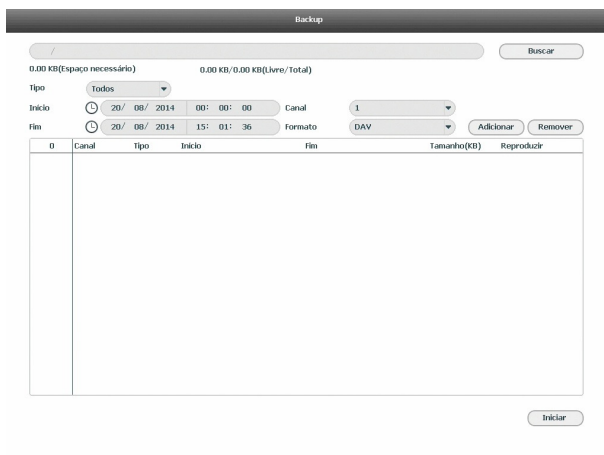 Backup
/ Buscar
0.00 KB(Espaço necessário) 0.00 KB/0.00 KB(Livre/Total)
Tipo Todos
Início 20/ 08/ 2014 00: 00: 00 Canal 1
Fim 20/ 08/ 2014 15: 01: 36 Formato DAV Adicionar Remover
0 Canal Tipo Início Fim Tamanho(KB) Reproduzir
Iniciar